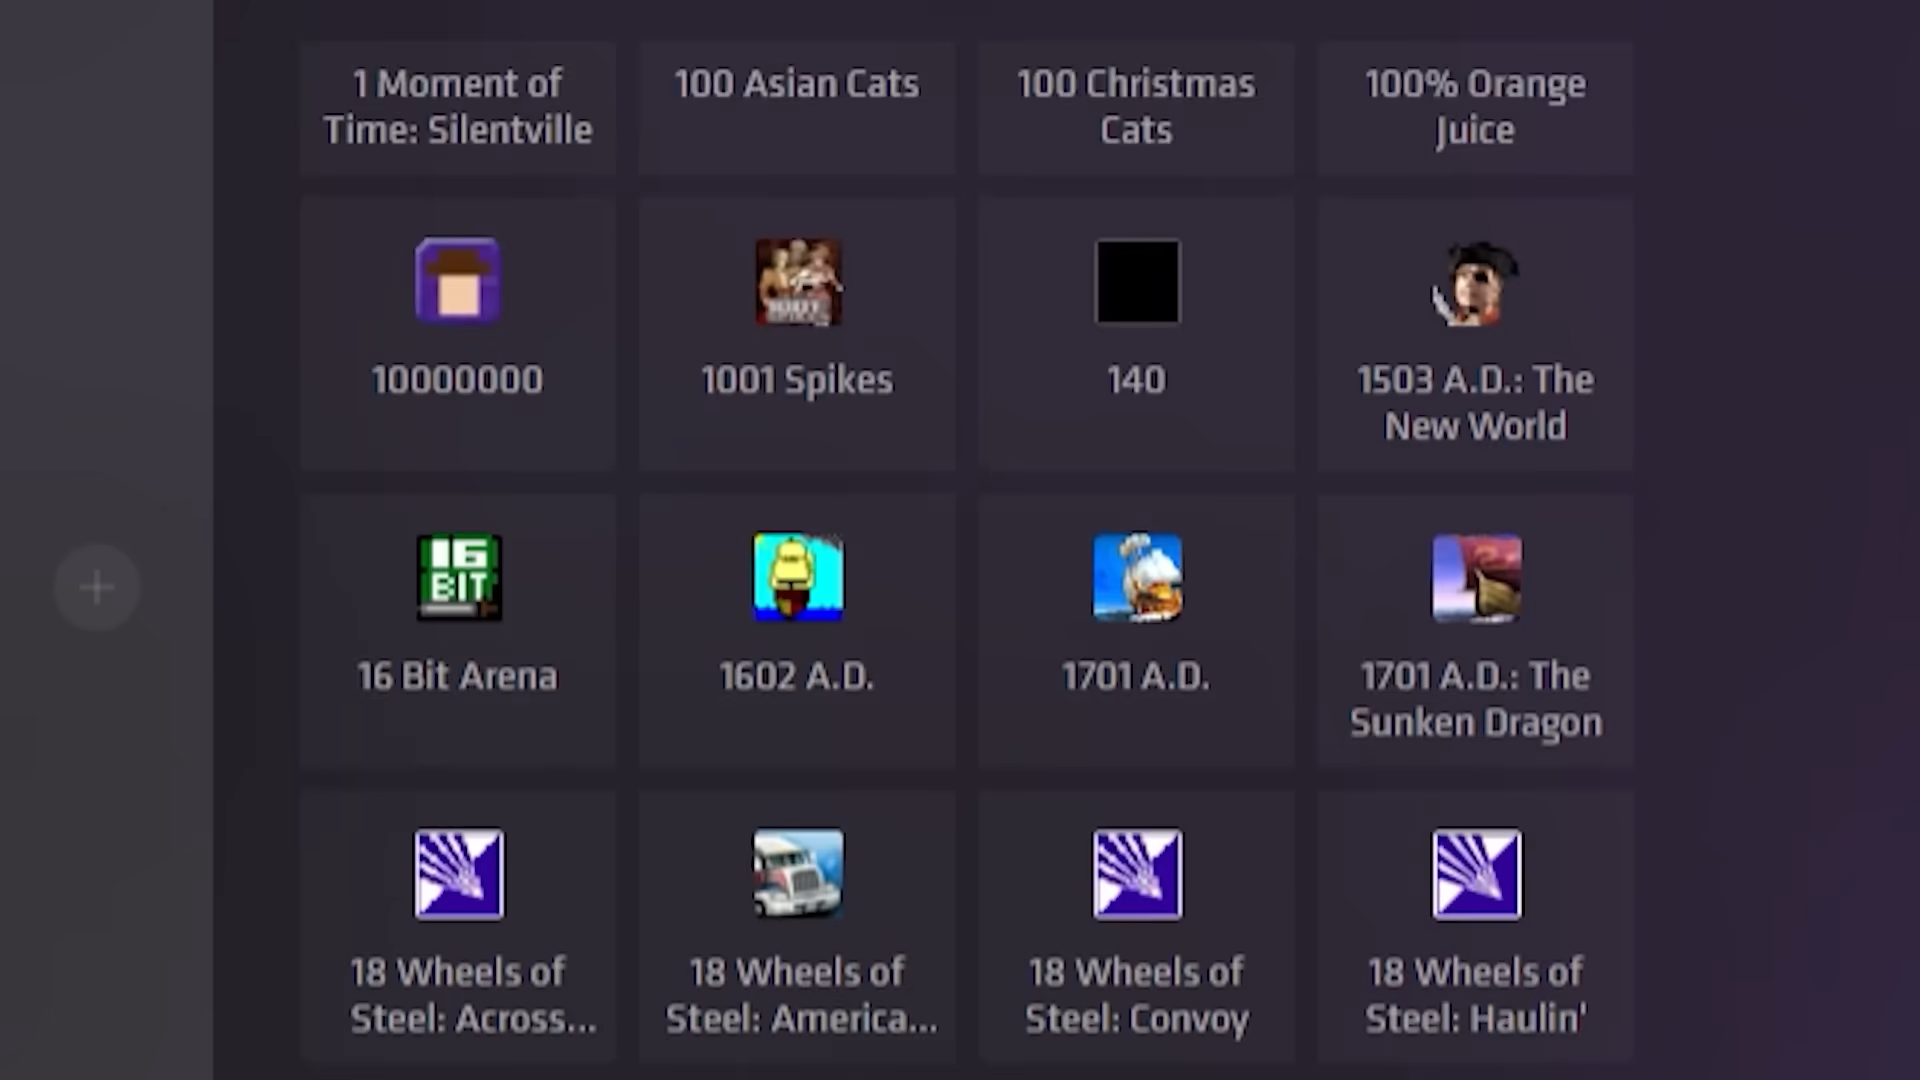 1 Moment of
Time: Silentville
100 Asian Cats
100 Christmas
Cats
100% Orange
Juice
10000000
1001 Spikes
140
1503 A.D.: The
New World
16
BIT
16 Bit Arena
1602 A.D.
1701 A.D.
1701 A.D.: The
Sunken Dragon
18 Wheels of
Steel: Across...
18 Wheels of
Steel: America...
18 Wheels of
Steel: Convoy
18 Wheels of
Steel: Haulin'